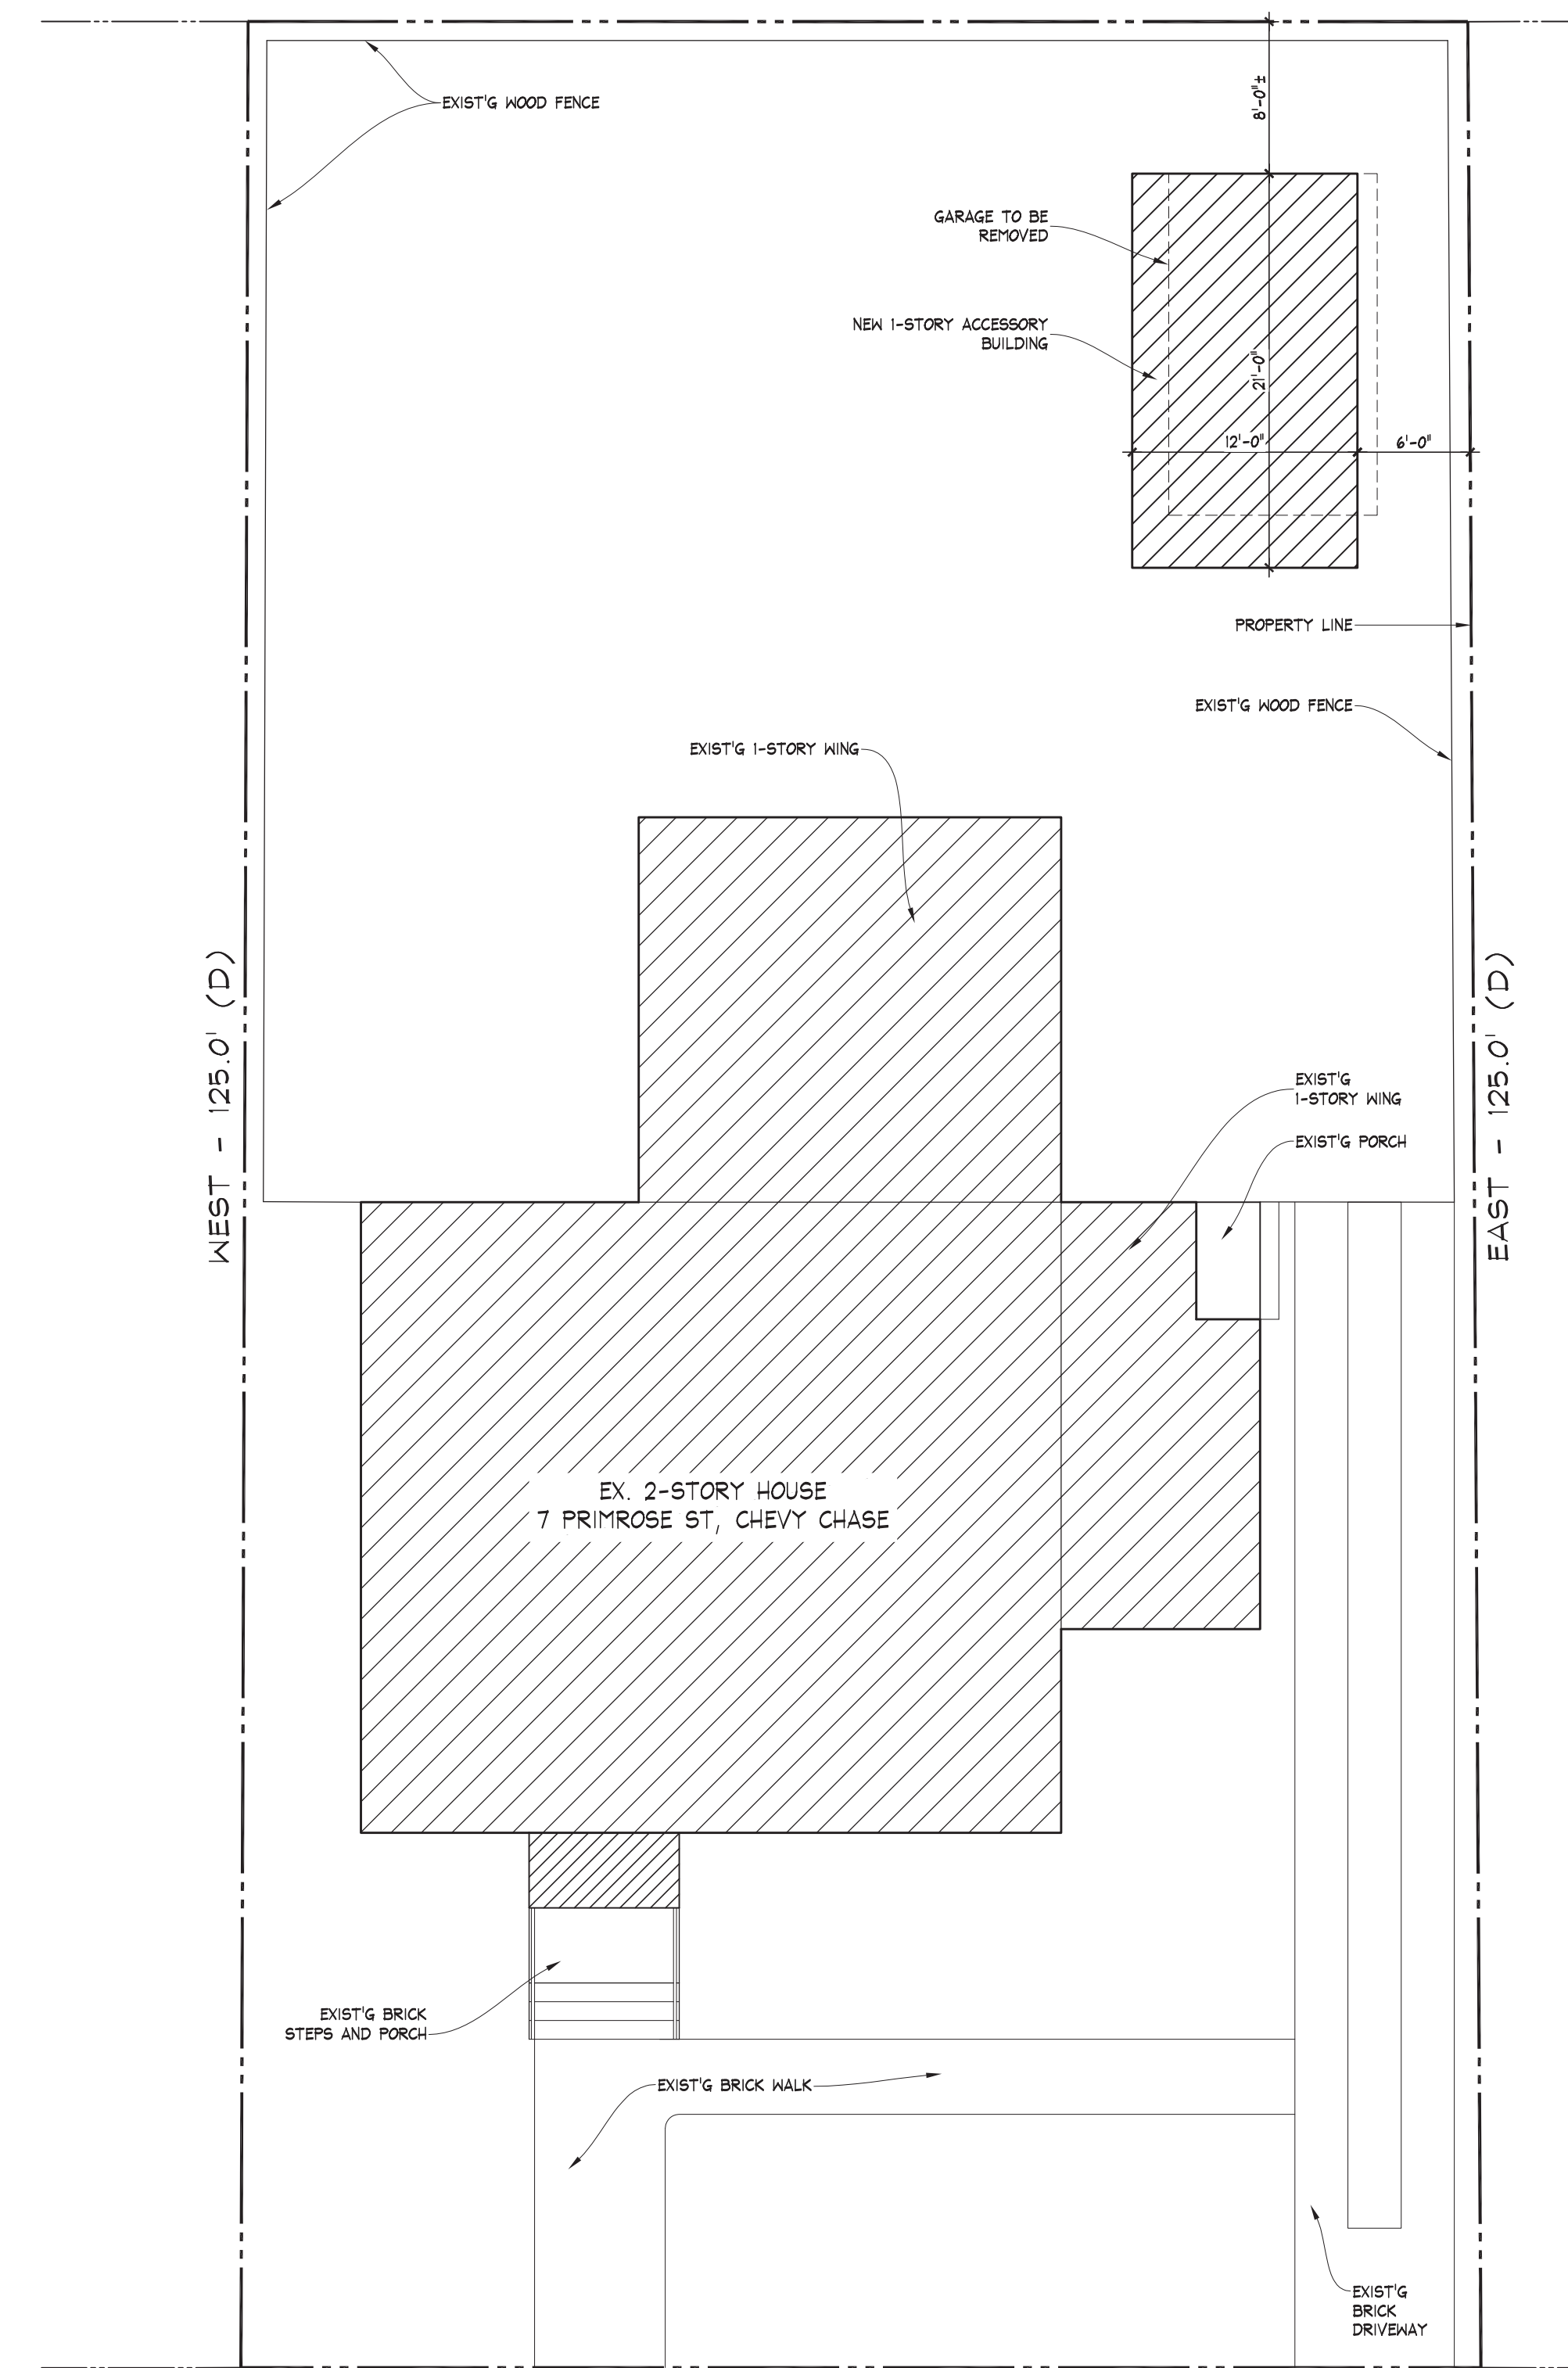 EXIST'G WOOD FENCE
8'-0"±
GARAGE TO BE
REMOVED
NEW 1-STORY ACCESSORY
BUILDING
21'-0"
12'-0"
6'-0"
PROPERTY LINE
EXIST'G WOOD FENCE
EXIST'G 1-STORY WING
WEST - 125.0' (D)
EAST - 125.0' (D)
EXIST'G
1-STORY WING
EXIST'G PORCH
EX. 2-STORY HOUSE
7 PRIMROSE ST, CHEVY CHASE
EXIST'G BRICK
STEPS AND PORCH
EXIST'G BRICK WALK
EXIST'G
BRICK
DRIVEWAY